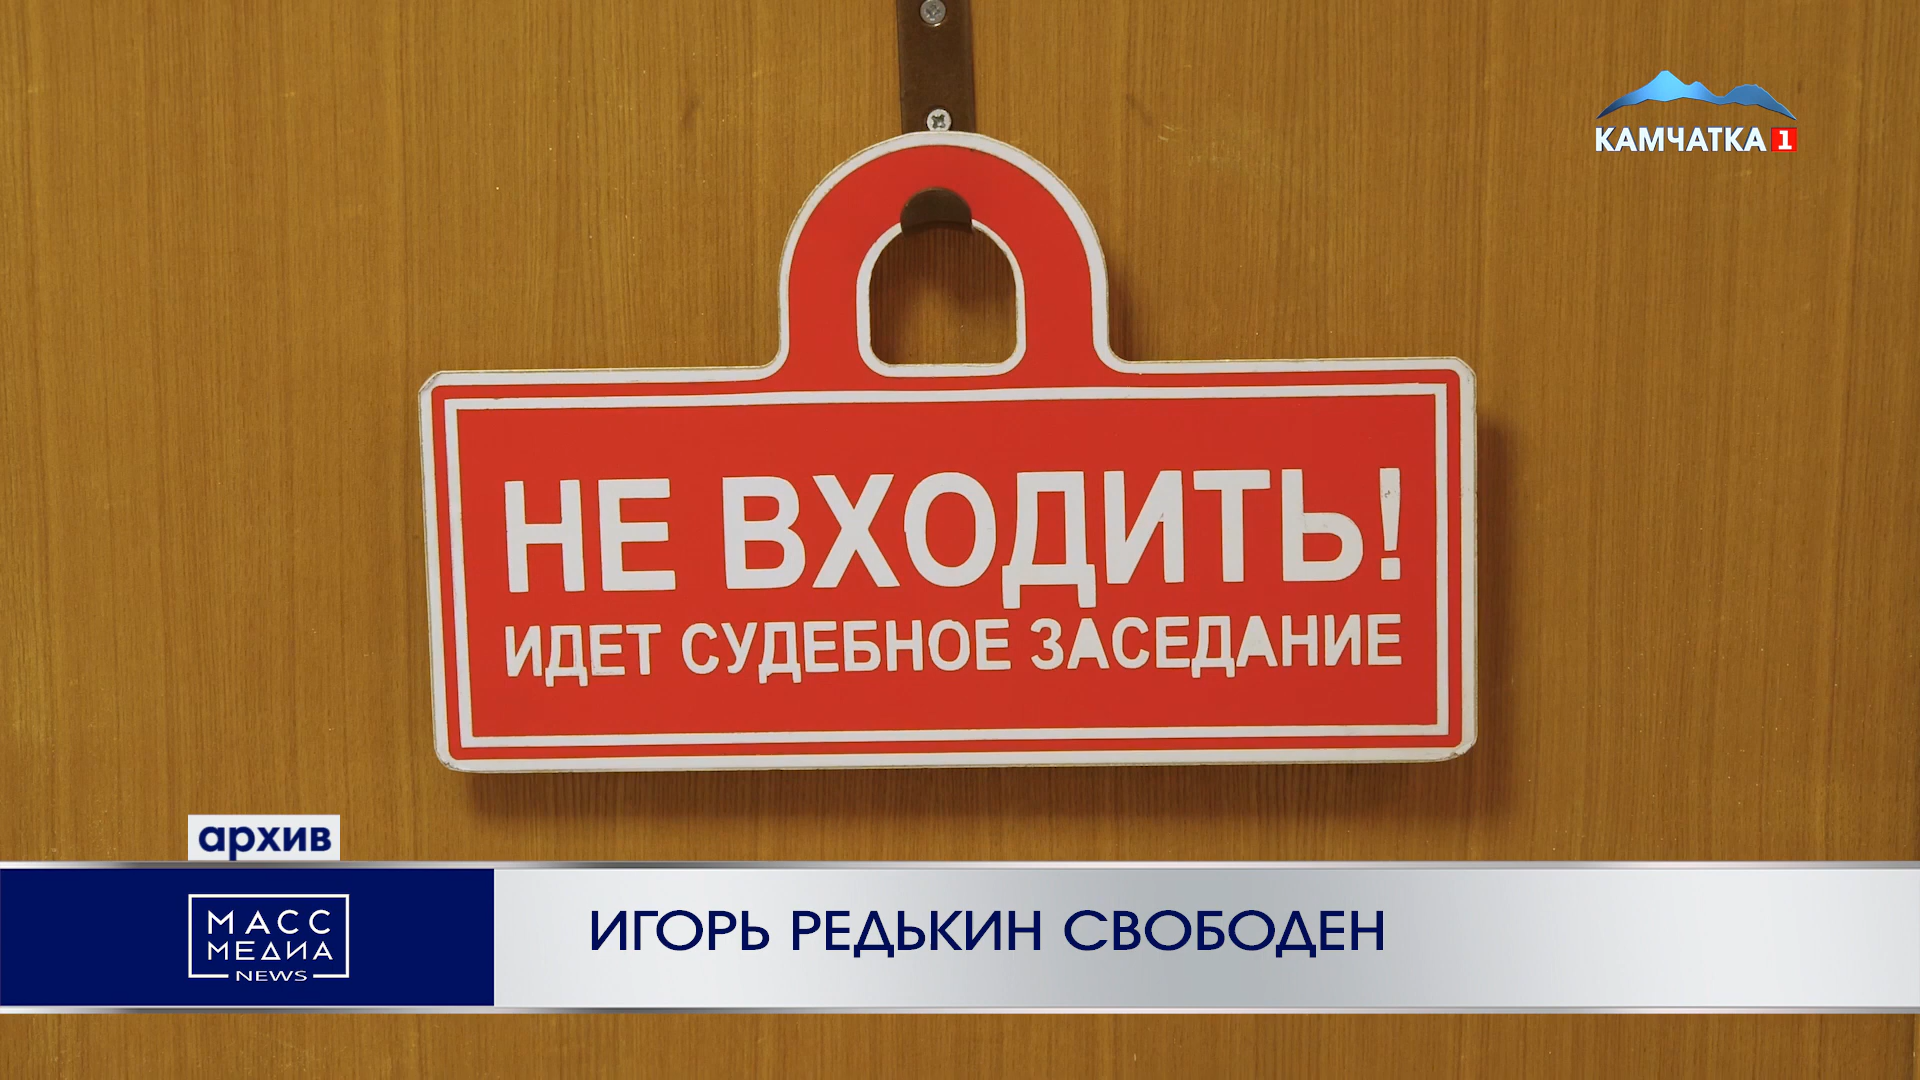 КАМЧАТКА 1
НЕ ВХОДИТЬ!
ИДЕТ СУДЕБНОЕ ЗАСЕДАНИЕ
архив
МАСС
МЕДИА
NEWS
ИГОРЬ РЕДЬКИН СВОБОДЕН